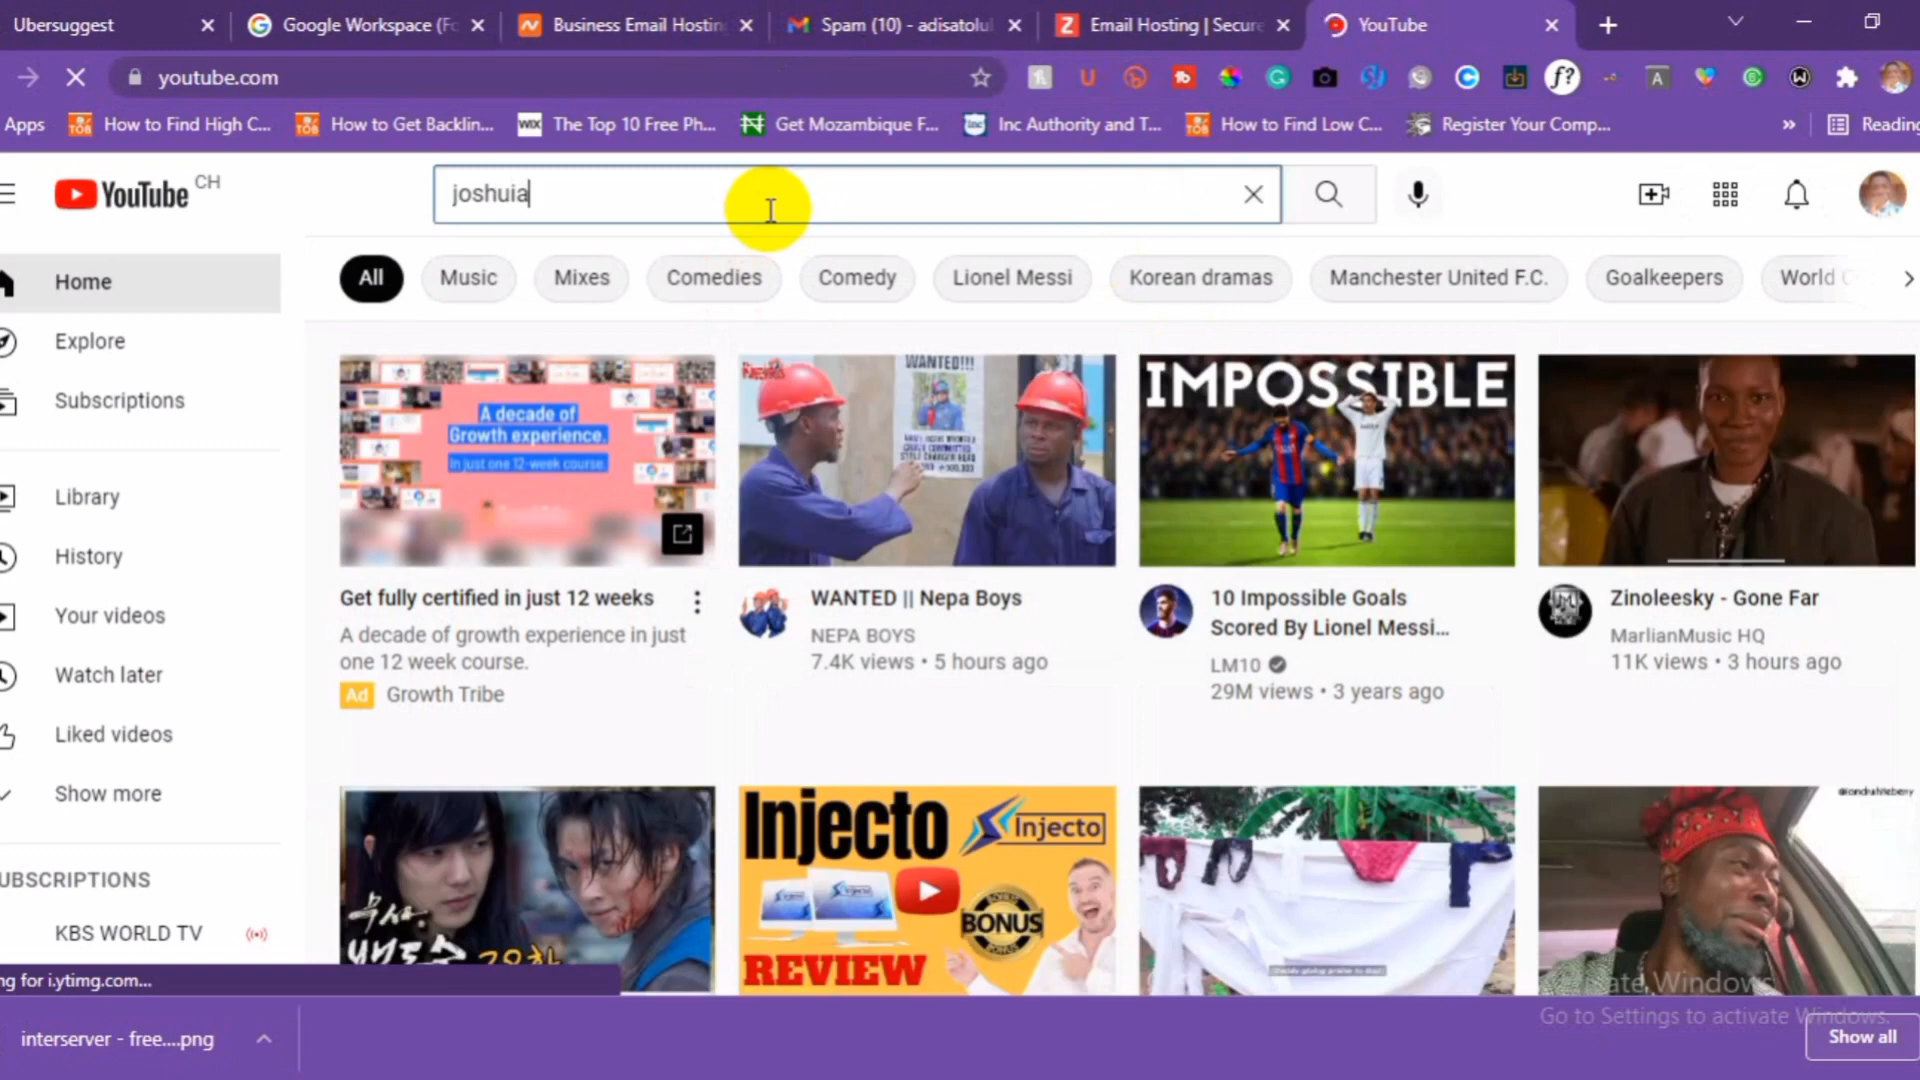 Ubersuggest
Google Workspace (Fo
Business Email Hostin
Spam (10) - adisatolu
Email Hosting | Secure
YouTube
youtube.com
Apps
How to Find High C...
How to Get Backlin...
The Top 10 Free Ph...
Get Mozambique F...
Inc Authority and T...
How to Find Low C...
Register Your Comp...
»
Reading
YouTube CH
joshuia
Home
Explore
Subscriptions
Library
History
Your videos
Watch later
Liked videos
Show more
UBSCRIPTIONS
KBS WORLD TV
All
Music
Mixes
Comedies
Comedy
Lionel Messi
Korean dramas
Manchester United F.C.
Goalkeepers
World C
A decade of
Growth experience.
In just one 12-week course.
Get fully certified in just 12 weeks
A decade of growth experience in just
one 12 week course.
Ad Growth Tribe
WANTED!!!
WANTED || Nepa Boys
NEPA BOYS
7.4K views • 5 hours ago
IMPOSSIBLE
10 Impossible Goals
Scored By Lionel Messi...
LM10
29M views • 3 years ago
Zinoleesky - Gone Far
MarlianMusic HQ
11K views • 3 hours ago
무사
백동수
Injecto
Injecto
BONUS
REVIEW
ng for i.ytimg.com...
Go to Settings to activate Windows.
interserver - free....png
Show all